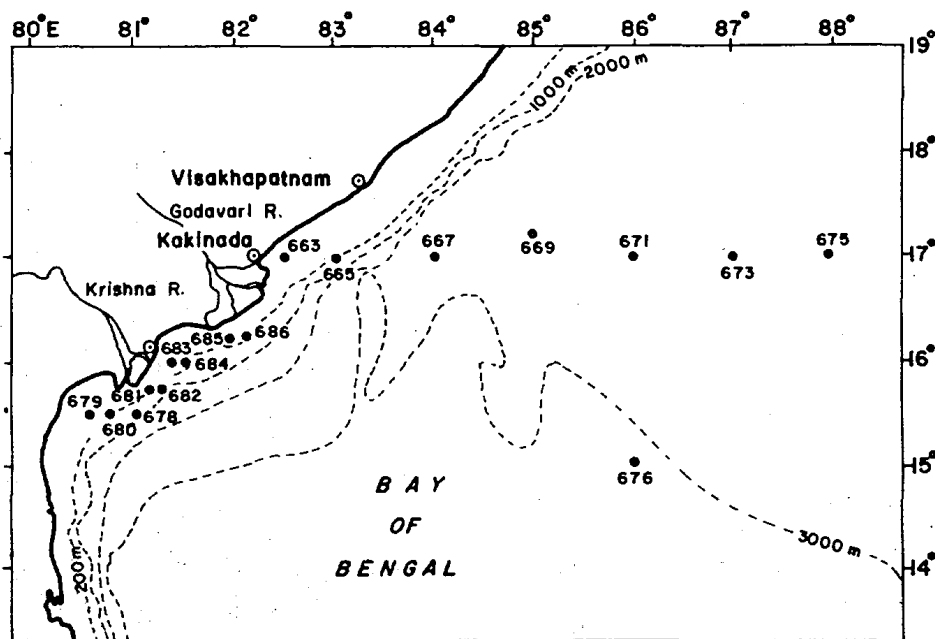 80°E 81° 82° 83° 84° 85° 86° 87° 88°
19°
1000 m 2000 m
18°
Visakhapatnam
Godavari R.
Kakinada
663
667
669
671
675
17°
665
673
Krishna R.
685
686
683
684
16°
681
682
679
678
680
15°
676
BAY
OF
BENGAL
3000 m
200m
14°